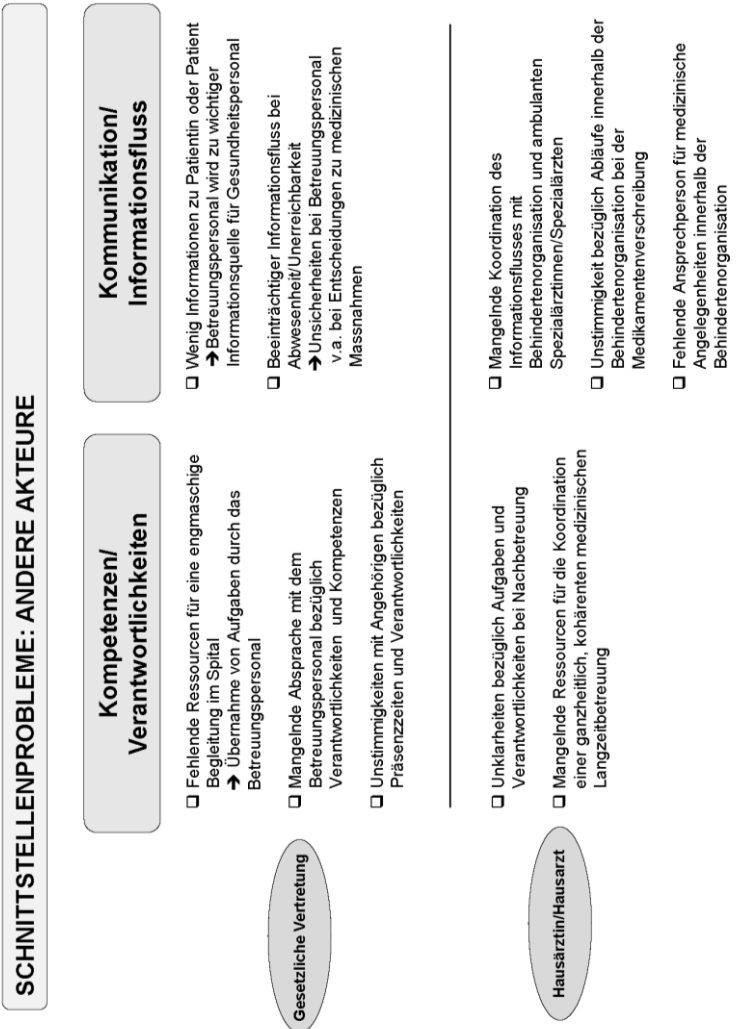 SCHNITTSTELLENPROBLEME: ANDERE AKTEURE
Kompetenzen/
Verantwortlichkeiten
Kommunikation/
Informationsfluss
Gesetzliche Vertretung
❑ Fehlende Ressourcen für eine engmaschige
Begleitung im Spital
➔ Übernahme von Aufgaben durch das
Betreuungspersonal
❑ Mangelnde Absprache mit dem
Betreuungspersonal bezüglich
Verantwortlichkeiten und Kompetenzen
❑ Unstimmigkeiten mit Angehörigen bezüglich
Präsenzzeiten und Verantwortlichkeiten
❑ Wenig Informationen zu Patientin oder Patient
➔Betreuungspersonal wird zu wichtiger
Informationsquelle für Gesundheitspersonal
❑ Beeinträchtiger Informationsfluss bei
Abwesenheit/Unerreichbarkeit
➔Unsicherheiten bei Betreuungspersonal
v.a. bei Entscheidungen zu medizinischen
Massnahmen
Hausärztin/Hausarzt
❑ Unklarheiten bezüglich Aufgaben und
Verantwortlichkeiten bei Nachbetreuung
❑ Mangelnde Ressourcen für die Koordination
einer ganzheitlich, kohärenten medizinischen
Langzeitbetreuung
❑ Mangelnde Koordination des
Informationsflusses mit
Behindertenorganisation und ambulanten
Spezialärztinnen/Spezialärzten
❑ Unstimmigkeit bezüglich Abläufe innerhalb der
Behindertenorganisation bei der
Medikamentenverschreibung
❑ Fehlende Ansprechperson für medizinische
Angelegenheiten innerhalb der
Behindertenorganisation